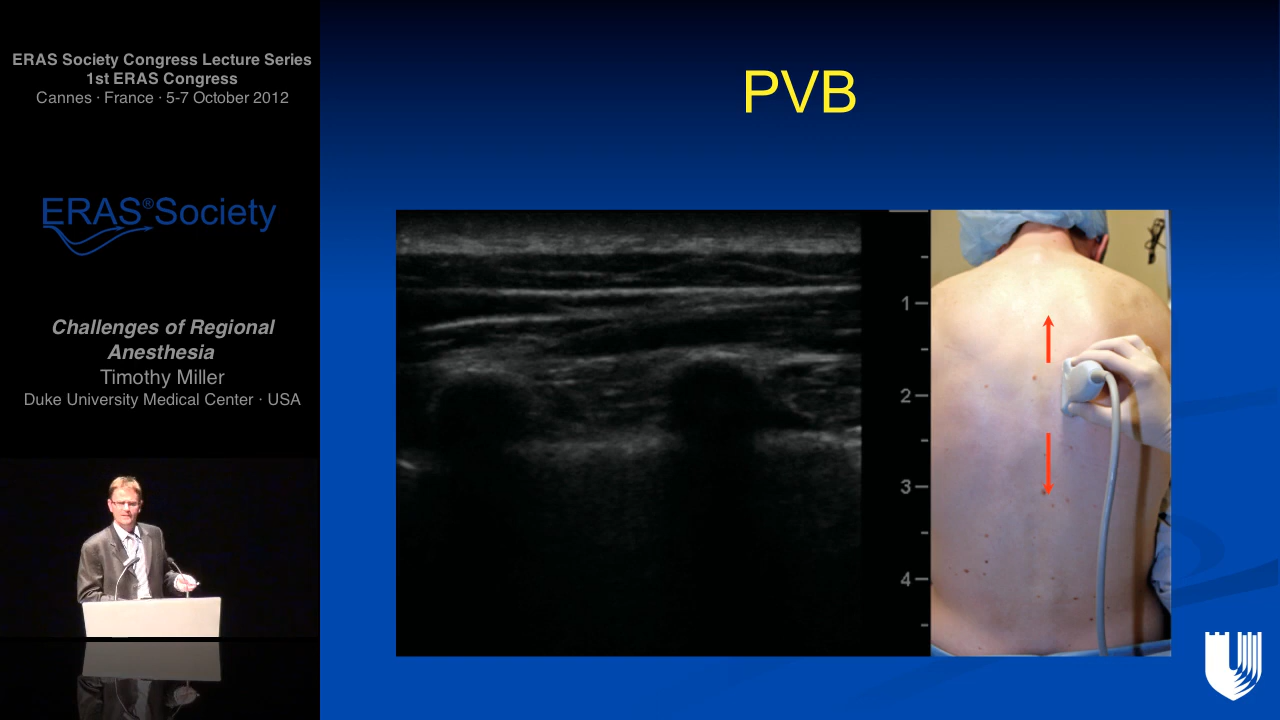 ERAS Society Congress Lecture Series
1st ERAS Congress
Cannes · France · 5-7 October 2012
ERAS®Society
Challenges of Regional
Anesthesia
Timothy Miller
Duke University Medical Center · USA
PVB
1
2
3
4